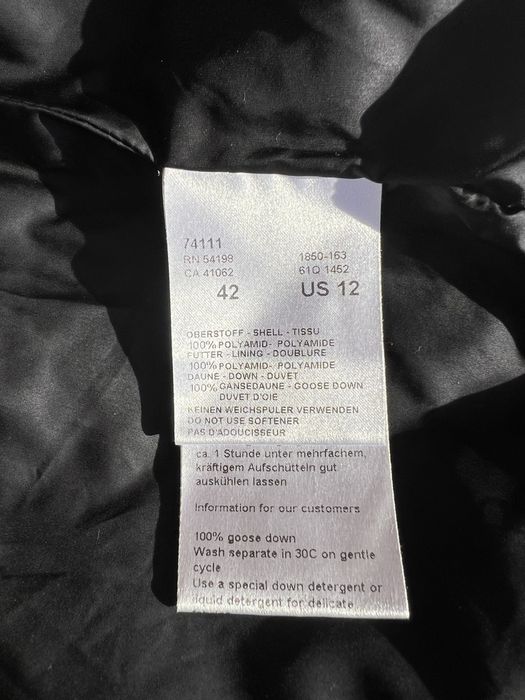 74111
RN 54198 1850-163
CA 41062 61Q 1452
42 US 12
OBERSTOFF - SHELL - TISSU
100% POLYAMID- POLYAMIDE
FUTTER - LINING - DOUBLURE
100% POLYAMID- POLYAMIDE
DAUNE - DOWN - DUVET
100% GANSEDAUNE - GOOSE DOWN
DUVET D'OIE
KEINEN WEICHSPULER VERWENDEN
DO NOT USE SOFTENER
PAS D'ADOUCISSEUR
ca. 1 Stunde unter mehrfachem,
kräftigem Aufschütteln gut
auskühlen lassen
Information for our customers
100% goose down
Wash separate in 30C on gentle
cycle
Use a special down detergent or
liquid detergent for delicate